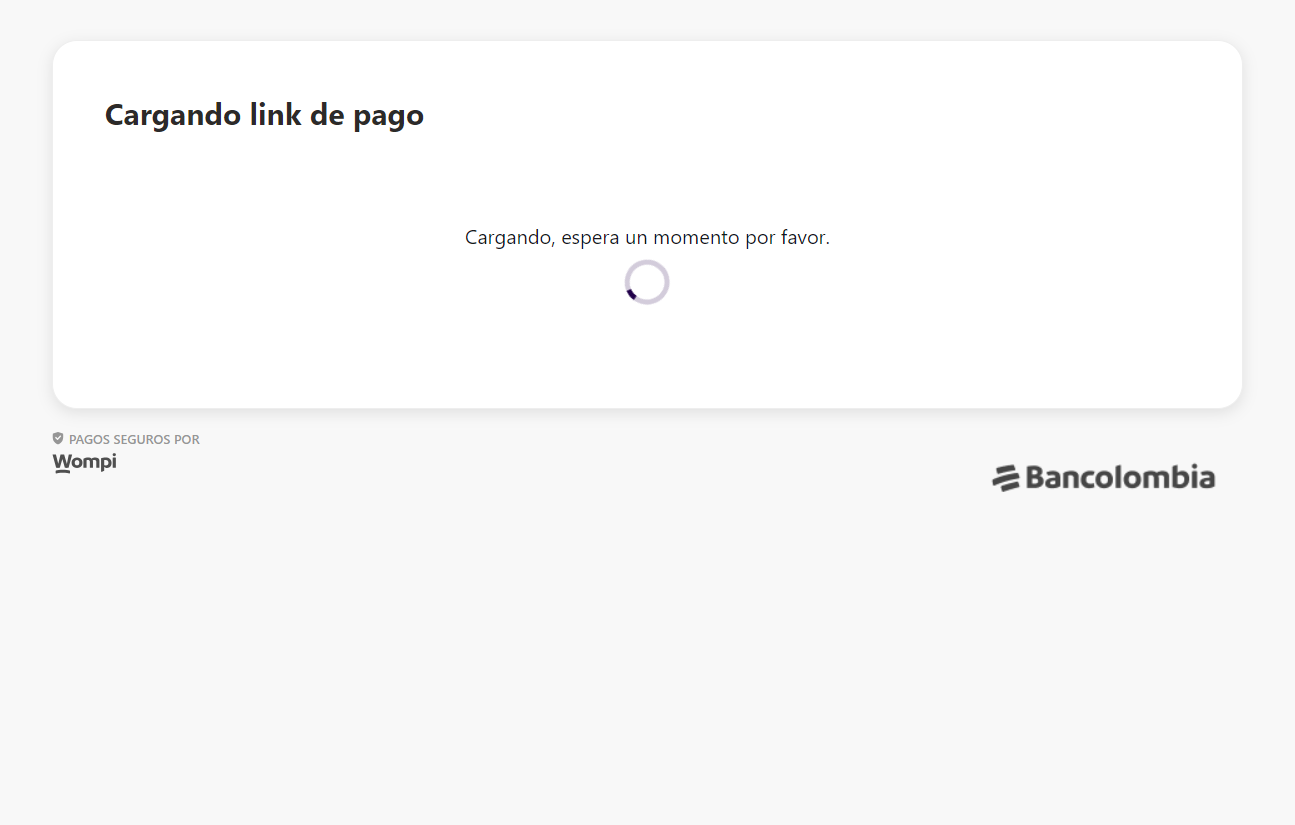 Cargando link de pago
Cargando, espera un momento por favor.
PAGOS SEGUROS POR
Wompi
Bancolombia